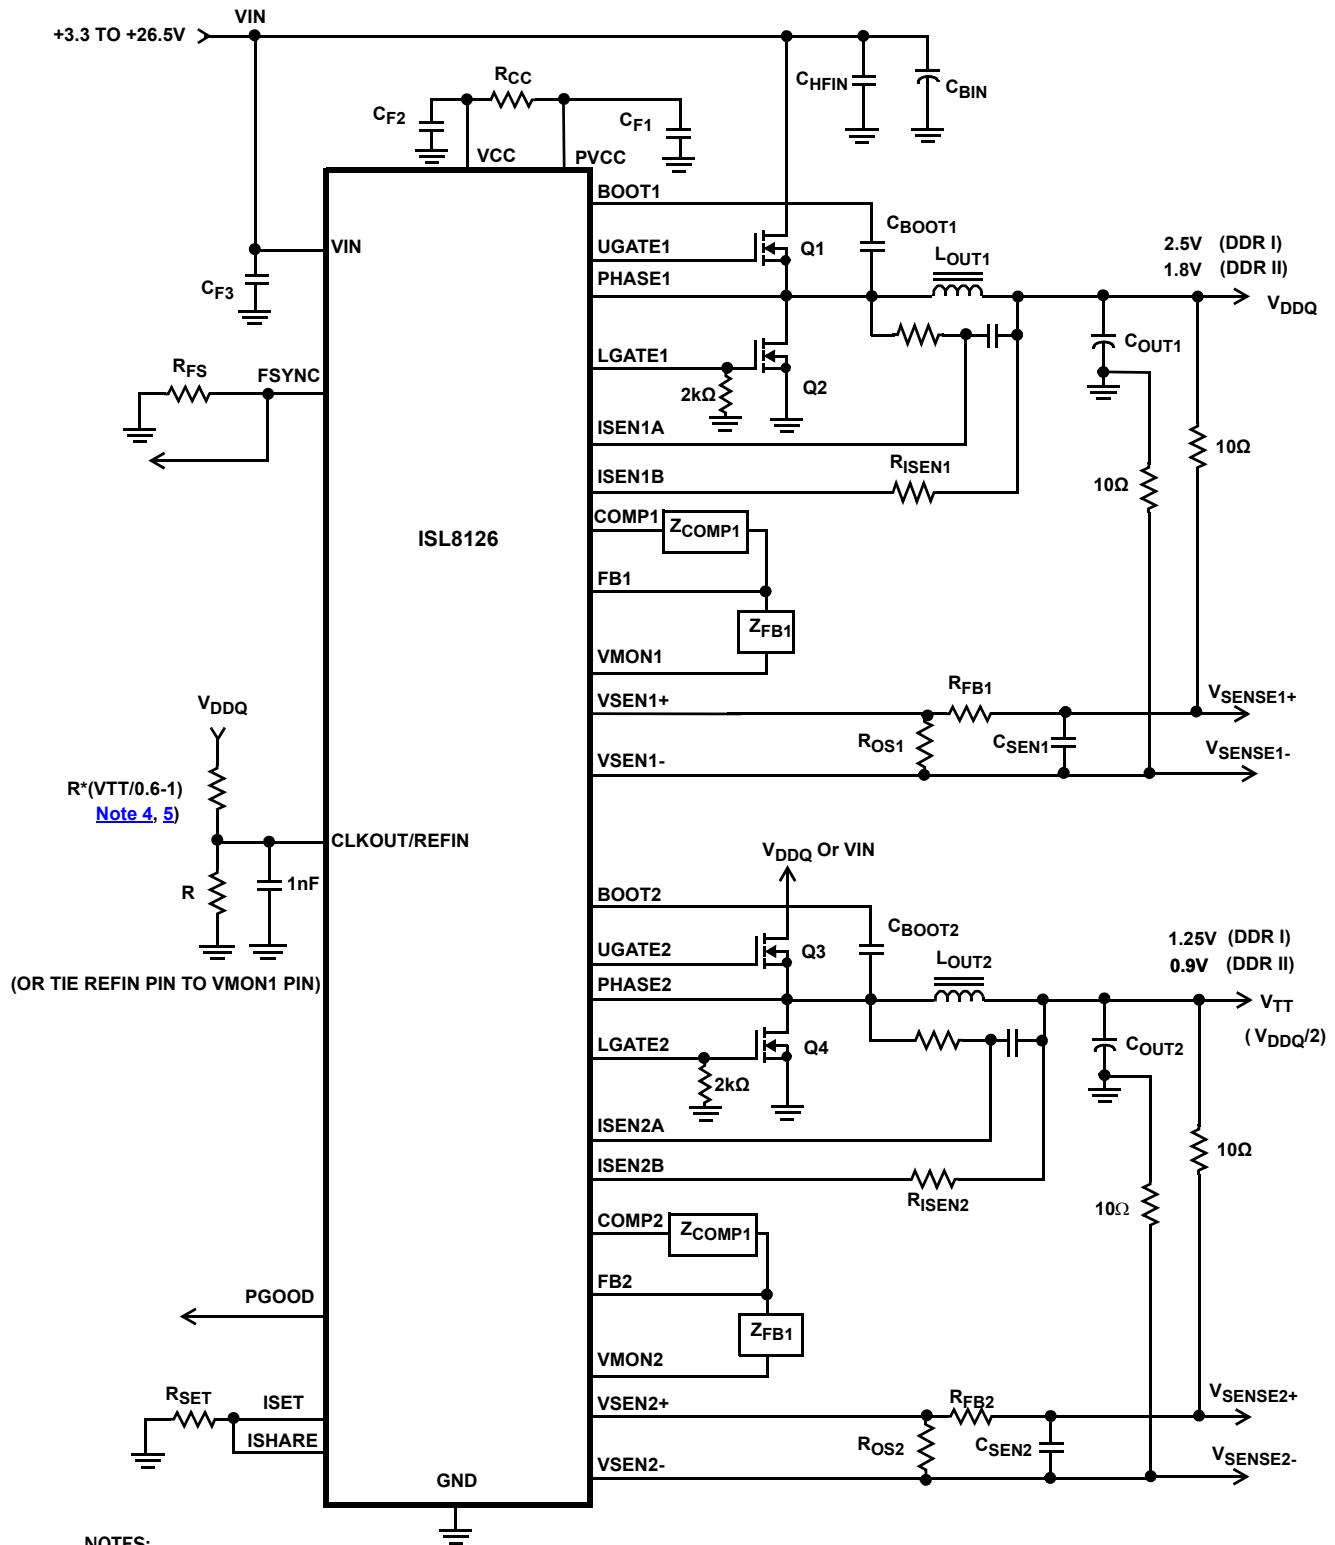 VIN
+3.3 TO +26.5V
RCC
CHFIN
CBIN
CF2
CF1
VCC
PVCC
BOOT1
CBOOT1
UGATE1
Q1
LOUT1
2.5V (DDR I)
1.8V (DDR II)
VIN
PHASE1
VDDQ
CF3
COUT1
LGATE1
Q2
2kΩ
RFS
FSYNC
ISEN1A
10Ω
RISEN1
ISEN1B
10Ω
COMP1
ZCOMP1
ISL8126
FB1
ZFB1
VMON1
RFB1
VSENSE1+
VSEN1+
VDDQ
ROS1
CSEN1
VSENSE1-
VSEN1-
R*(VTT/0.6-1)
Note 4, 5)
CLKOUT/REFIN
VDDQ Or VIN
R
1nF
BOOT2
CBOOT2
1.25V (DDR I)
0.9V (DDR II)
UGATE2
Q3
LOUT2
(OR TIE REFIN PIN TO VMON1 PIN)
PHASE2
VTT
(VDDQ/2)
LGATE2
Q4
COUT2
2kΩ
ISEN2A
10Ω
ISEN2B
RISEN2
10Ω
COMP2
ZCOMP1
FB2
PGOOD
ZFB1
VMON2
RSET
ISET
VSEN2+
RFB2
VSENSE2+
ISHARE
ROS2
CSEN2
VSENSE2-
VSEN2-
GND
NOTES: